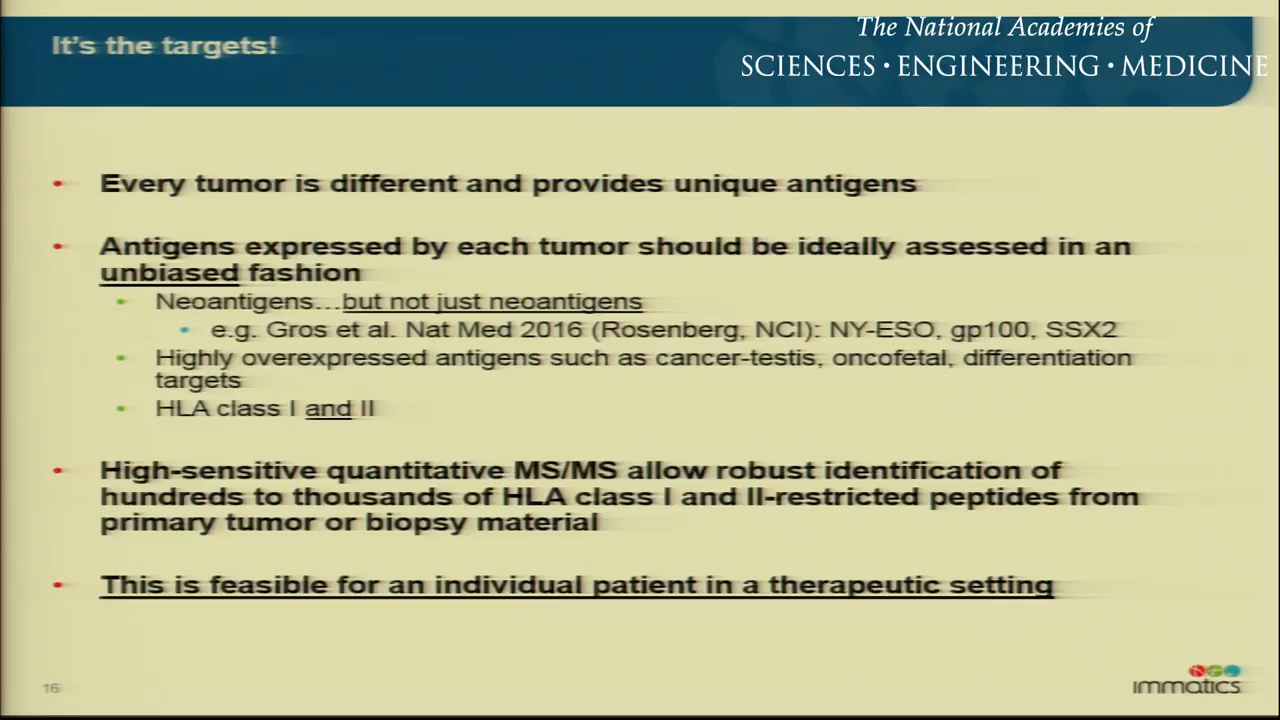 It's the targets!
The National Academies of
SCIENCES • ENGINEERING • MEDICINE
• Every tumor is different and provides unique antigens
• Antigens expressed by each tumor should be ideally assessed in an
unbiased fashion
• Neoantigens…but not just neoantigens
• e.g. Gros et al. Nat Med 2016 (Rosenberg, NCI): NY-ESO, gp100, SSX2
• Highly overexpressed antigens such as cancer-testis, oncofetal, differentiation
targets
• HLA class I and II
• High-sensitive quantitative MS/MS allow robust identification of
hundreds to thousands of HLA class I and II-restricted peptides from
primary tumor or biopsy material
• This is feasible for an individual patient in a therapeutic setting
16
immatics